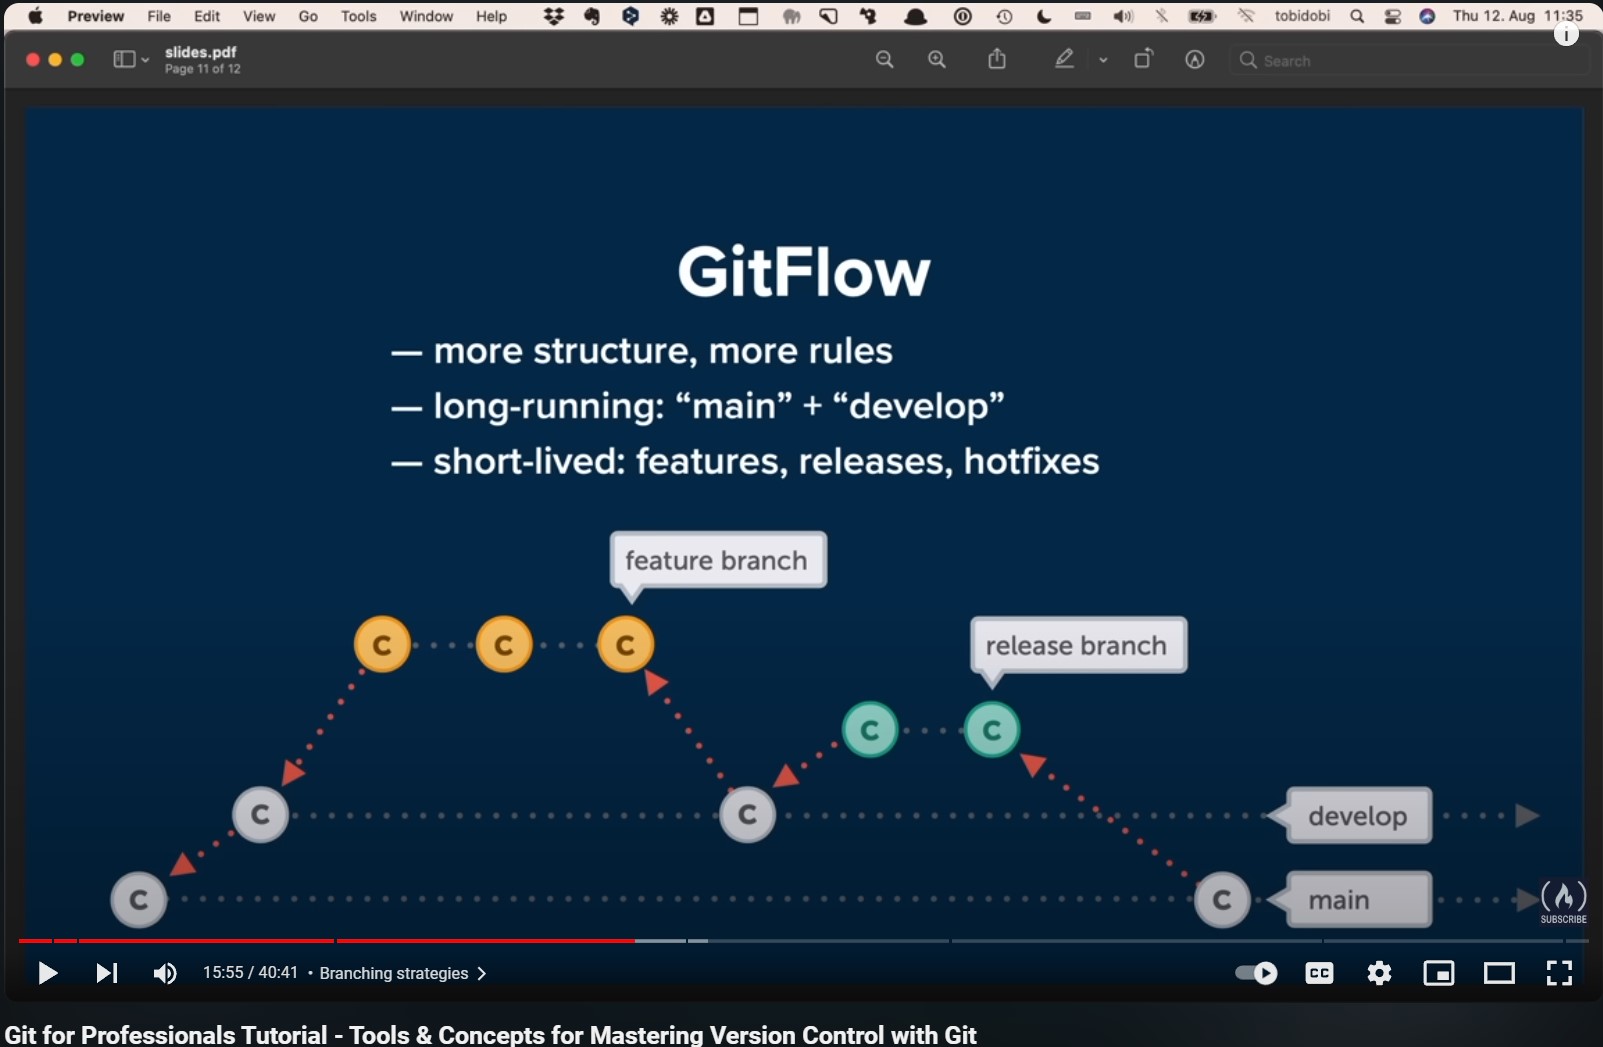 Preview File Edit View Go Tools Window Help tobidobi Thu 12. Aug 11:35
slides.pdf
Page 11 of 12
Search
GitFlow
— more structure, more rules
— long-running: “main” + “develop”
— short-lived: features, releases, hotfixes
feature branch
C C C
release branch
C C
C C
develop
C C
main
SUBSCRIBE
15:55 / 40:41 • Branching strategies
CC
Git for Professionals Tutorial - Tools & Concepts for Mastering Version Control with Git